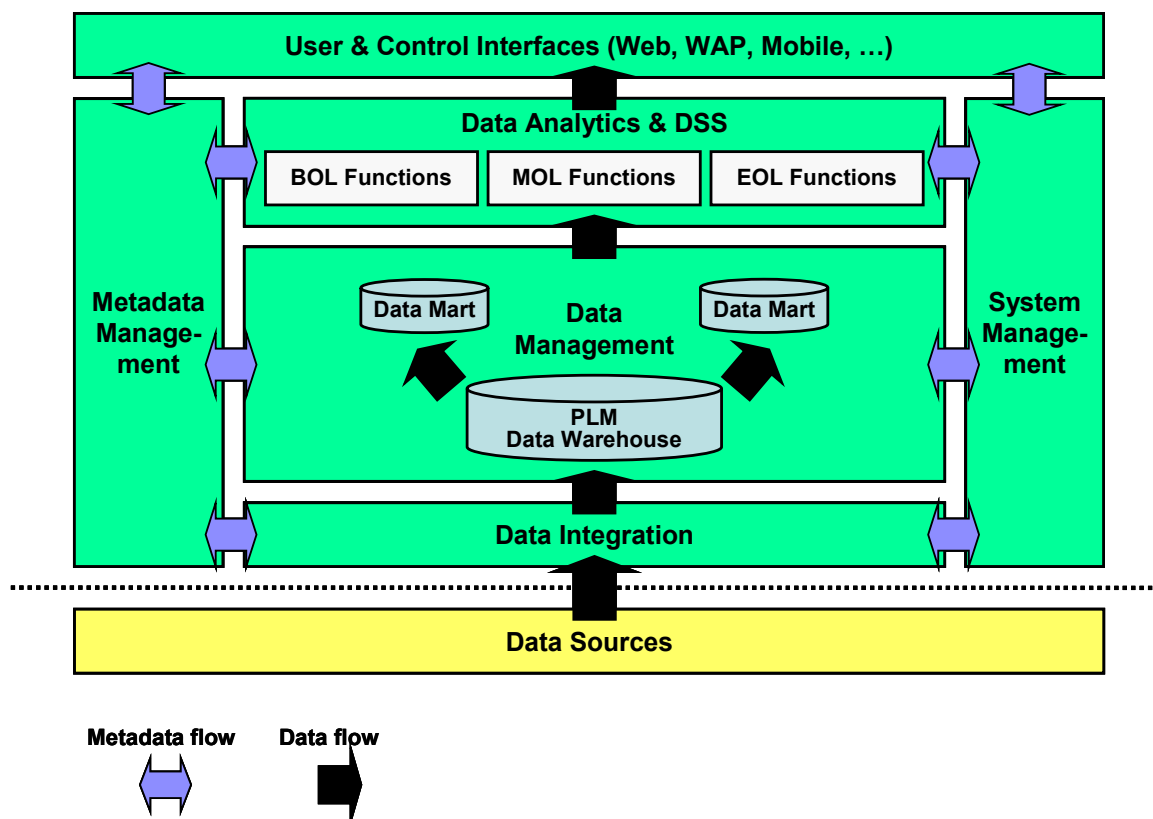 User & Control Interfaces (Web, WAP, Mobile, …)
Data Analytics & DSS
BOL Functions
MOL Functions
EOL Functions
Metadata
Manage-
ment
Data Mart
Data
Management
Data Mart
System
Manage-
ment
PLM
Data Warehouse
Data Integration
Data Sources
Metadata flow
Data flow